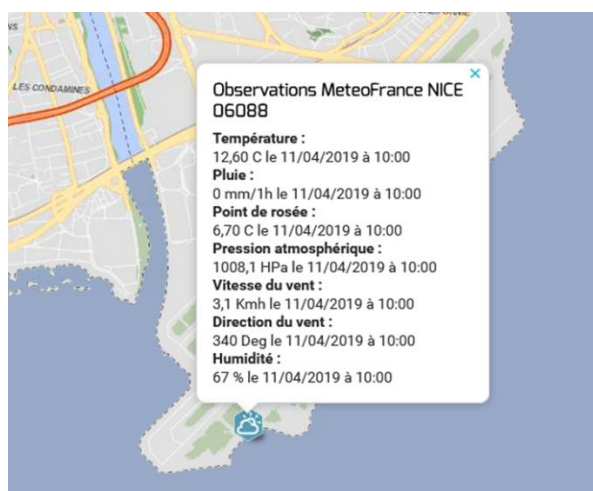 LES CONDAMINES
×
Observations MeteoFrance NICE
06088
Température :
12,60 C le 11/04/2019 à 10:00
Pluie :
0 mm/1h le 11/04/2019 à 10:00
Point de rosée :
6,70 C le 11/04/2019 à 10:00
Pression atmosphérique :
1008,1 HPa le 11/04/2019 à 10:00
Vitesse du vent :
3,1 Kmh le 11/04/2019 à 10:00
Direction du vent :
340 Deg le 11/04/2019 à 10:00
Humidité :
67 % le 11/04/2019 à 10:00